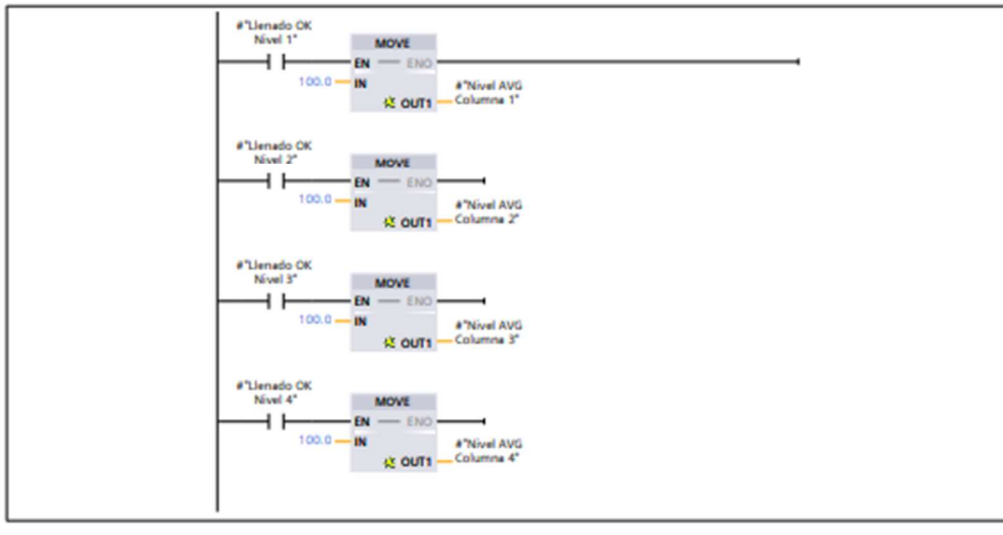 #"Llenado OK
Nivel 1"
MOVE
EN ENO
100.0 IN
#"Nivel AVG
OUT1 Columna 1"
#"Llenado OK
Nivel 2"
MOVE
EN ENO
100.0 IN
#"Nivel AVG
OUT1 Columna 2"
#"Llenado OK
Nivel 3"
MOVE
EN ENO
100.0 IN
#"Nivel AVG
OUT1 Columna 3"
#"Llenado OK
Nivel 4"
MOVE
EN ENO
100.0 IN
#"Nivel AVG
OUT1 Columna 4"